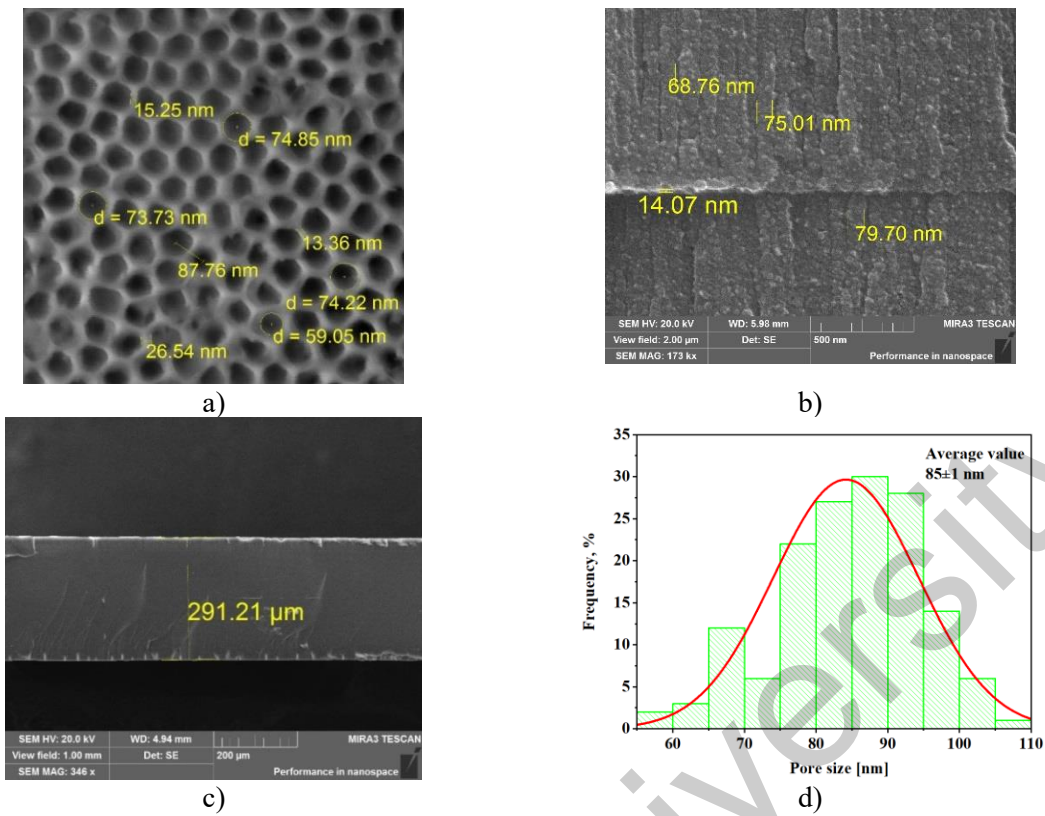 15.25 nm
d = 74.85 nm
d = 73.73 nm
13.36 nm
87.76 nm
d = 74.22 nm
d = 59.05 nm
26.54 nm
a)
68.76 nm
75.01 nm
14.07 nm
79.70 nm
SEM HV: 20.0 kV WD: 5.98 mm MIRA3 TESCAN
View field: 2.00 µm Det: SE 500 nm
SEM MAG: 173 kx Performance in nanospace
b)
291.21 µm
SEM HV: 20.0 kV WD: 4.94 mm MIRA3 TESCAN
View field: 1.00 mm Det: SE 200 µm
SEM MAG: 346 x Performance in nanospace
c)
Average value
85±1 nm
Frequency, %
35
30
25
20
15
10
5
0
60 70 80 90 100 110
Pore size [nm]
d)
iversity